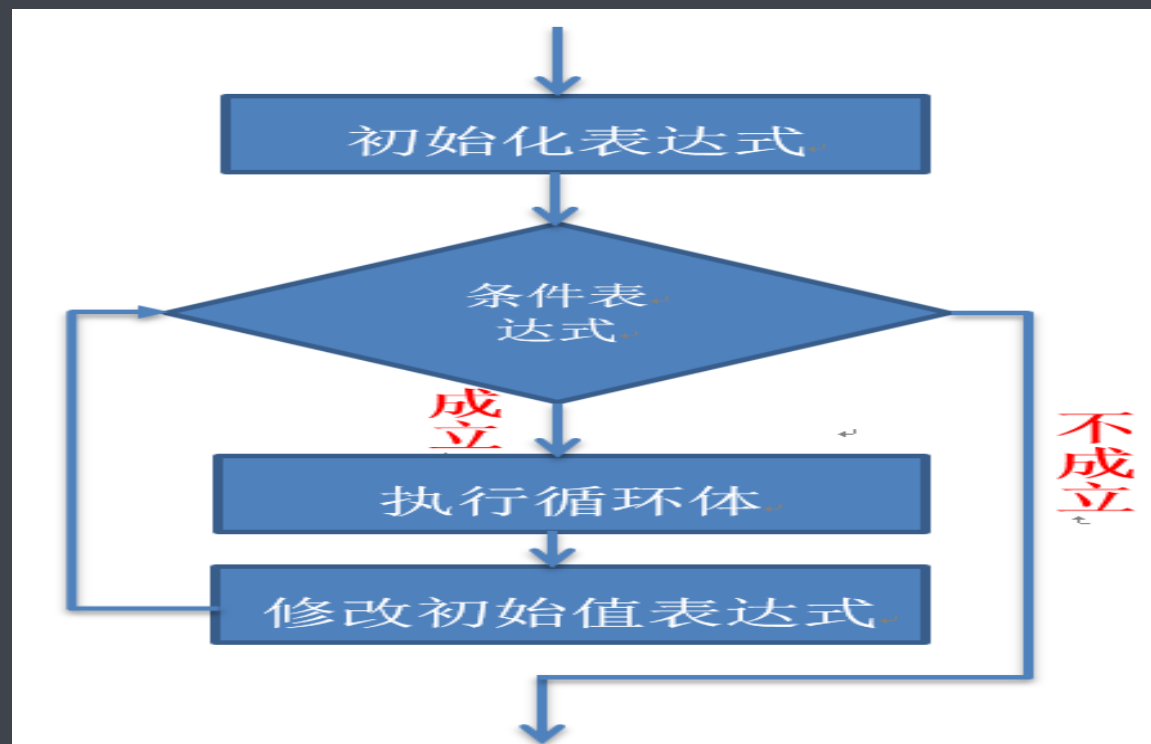 初始化表达式
条件表
达式
成
立
不
成
立
执行循环体
修改初始值表达式